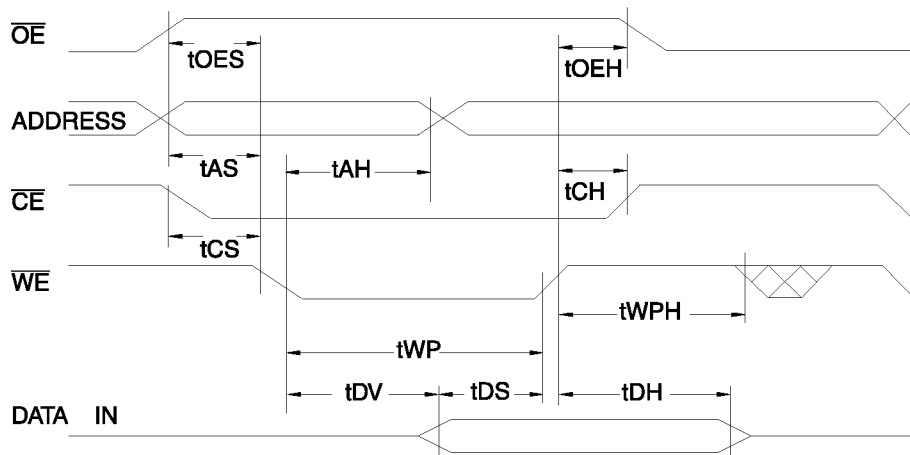 OE
tOES
tOEH
ADDRESS
tAS
tAH
tCH
CE
tCS
WE
tWPH
tWP
tDV
tDS
tDH
DATA IN